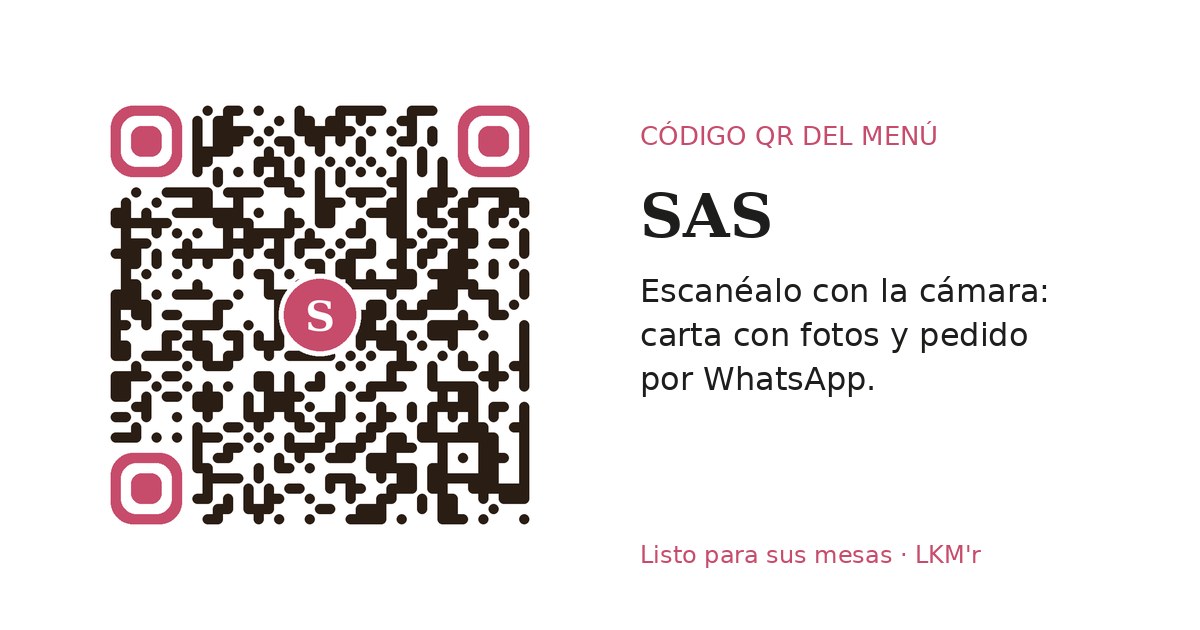 S
CÓDIGO QR DEL MENÚ
SAS
Escanéalo con la cámara:
carta con fotos y pedido
por WhatsApp.
Listo para sus mesas · LKM'r